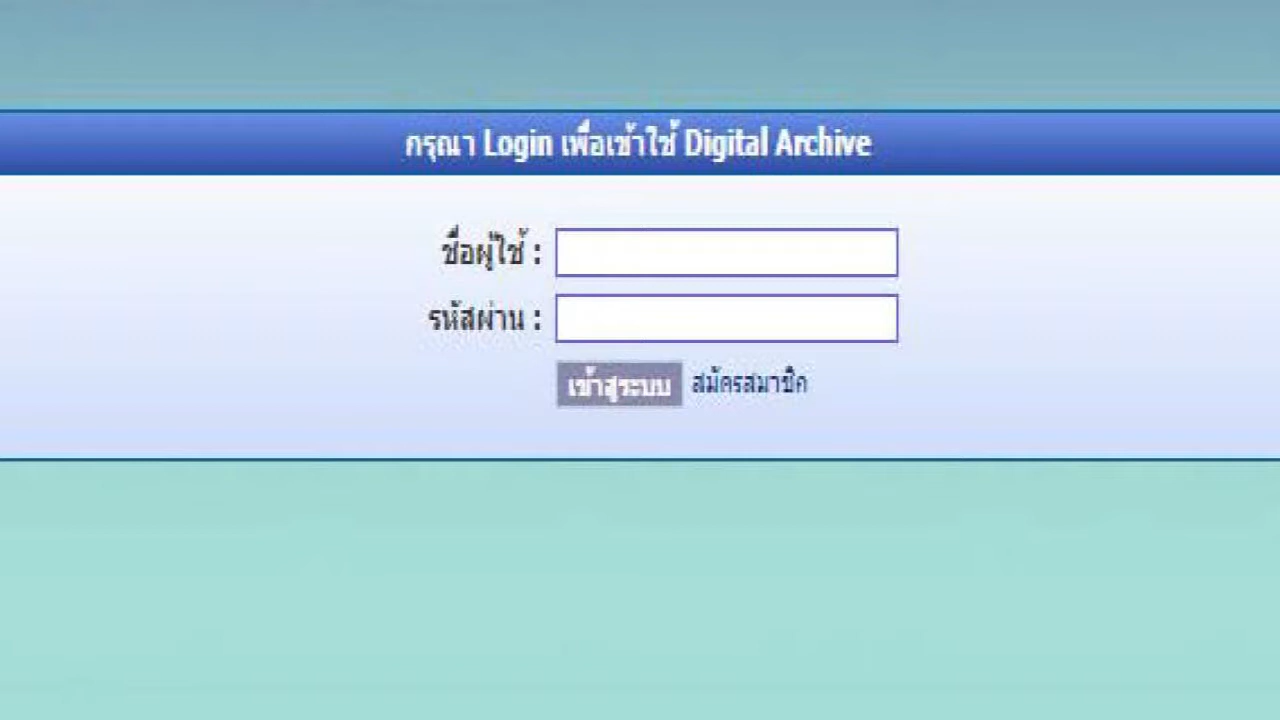 กรุณา Login เพื่อเข้าใช้ Digital Archive
ชื่อผู้ใช้ :
รหัสผ่าน :
เข้าสู่ระบบ สมัครสมาชิก